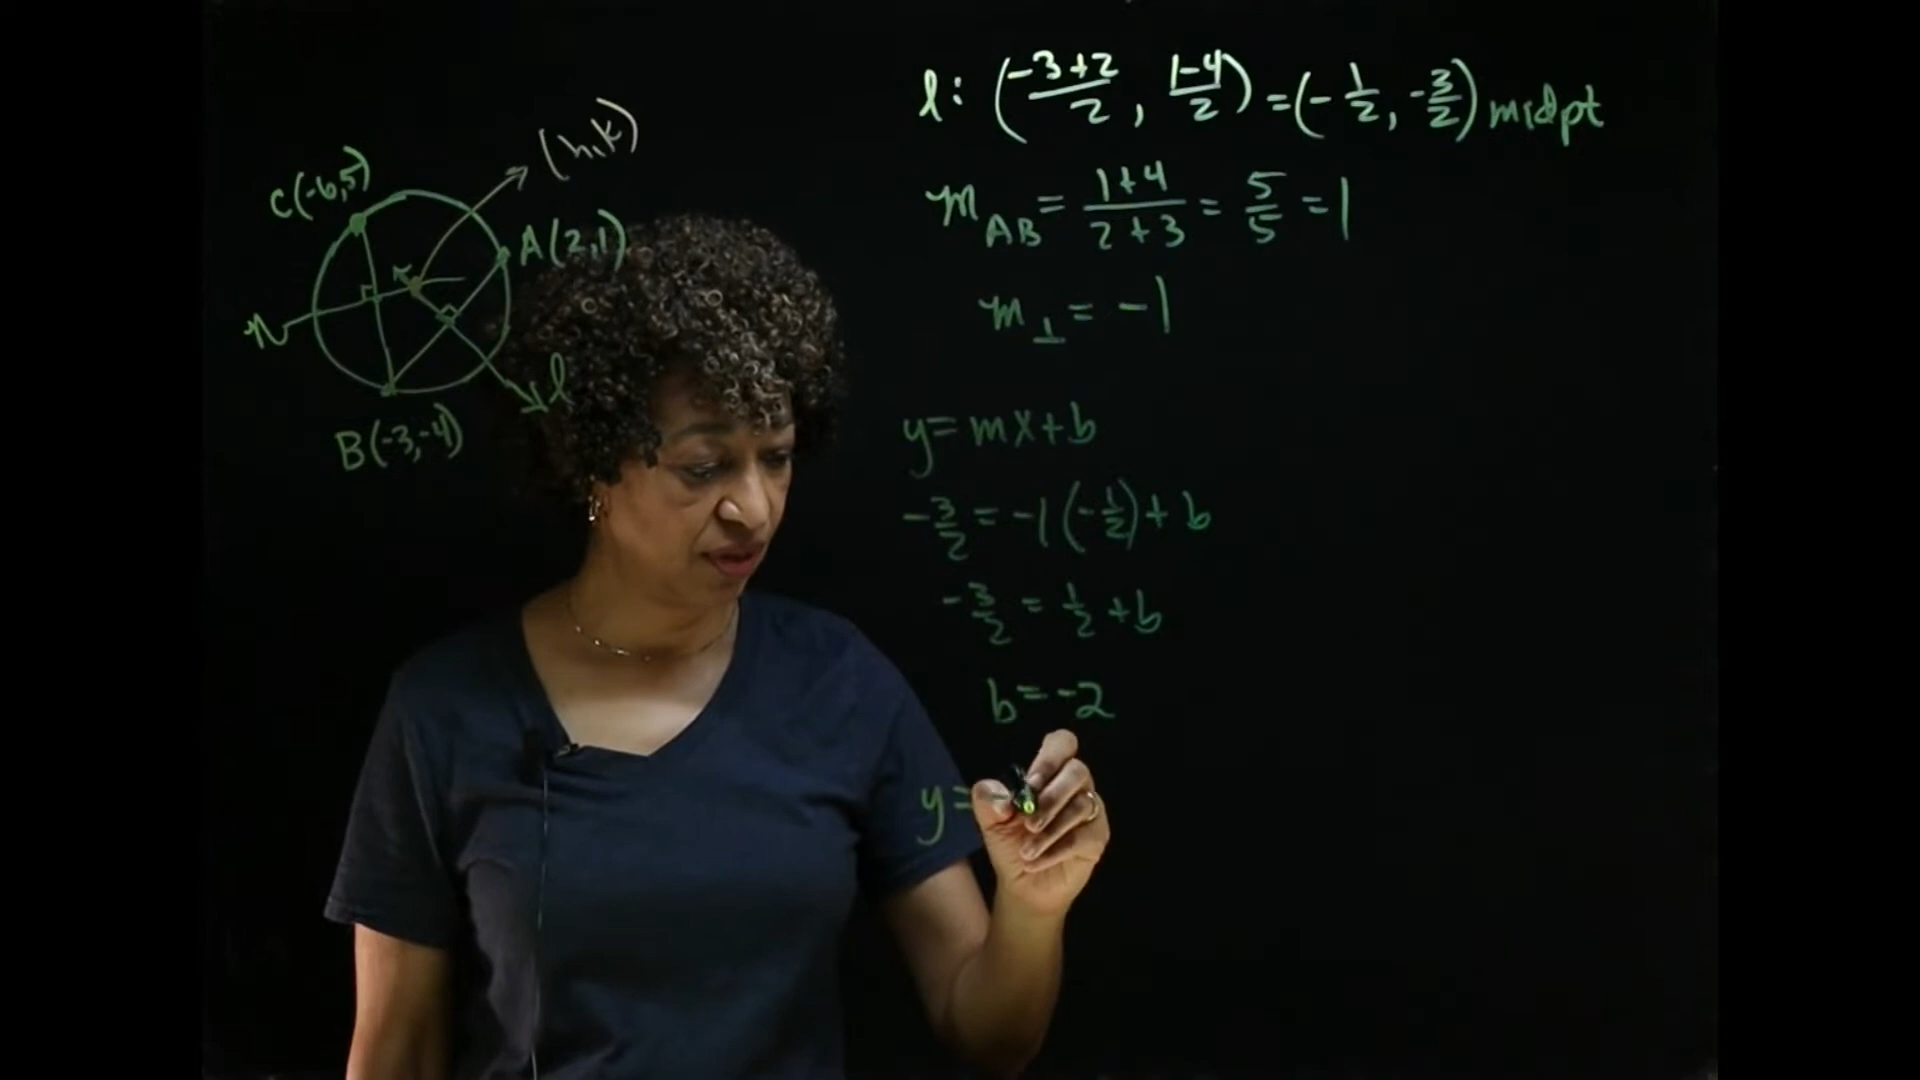 (h,k)
C(-6,5)
A(2,1)
r
n
l
B(-3,-4)
l: (-3+2/2, 1-4/2) = (-1/2, -3/2) midpt
m_AB = 1+4/2+3 = 5/5 = 1
m_⊥ = -1
y = mx+b
-3/2 = -1(-1/2) + b
-3/2 = 1/2 + b
b = -2
y = -